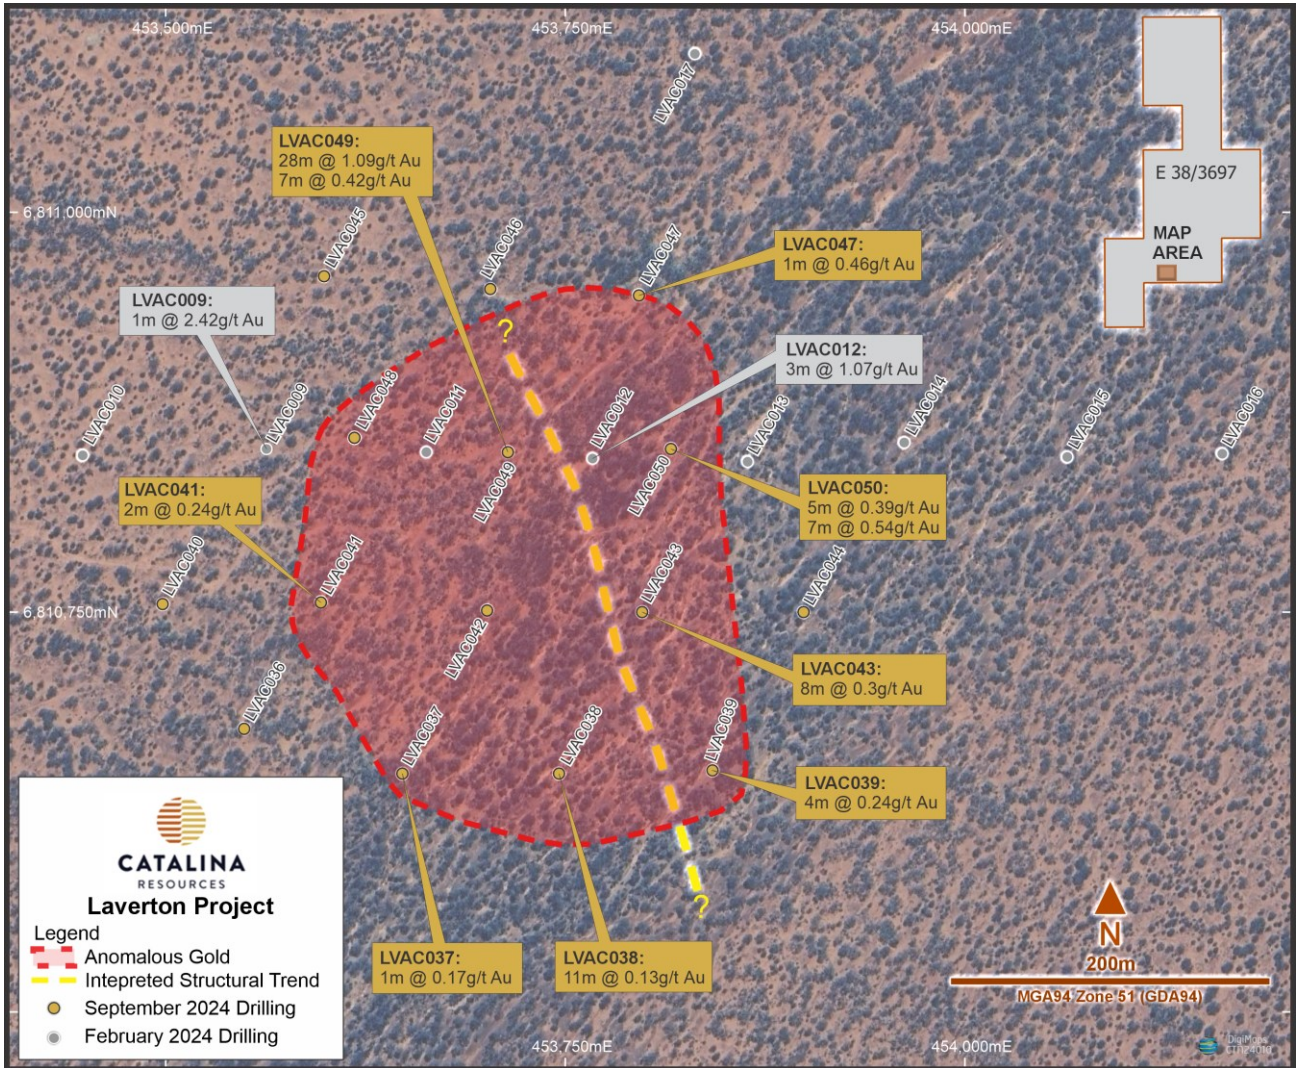 453,500mE
453,750mE
454,000mE
LVAC017
LVAC049:
28m @ 1.09g/t Au
7m @ 0.42g/t Au
E 38/3697
MAP
AREA
6,811,000mN
LVAC045
LVAC046
LVAC047
LVAC047:
1m @ 0.46g/t Au
LVAC009:
1m @ 2.42g/t Au
?
LVAC012:
3m @ 1.07g/t Au
LVAC010
LVAC009
LVAC048
LVAC011
LVAC049
LVAC012
LVAC050
LVAC013
LVAC014
LVAC015
LVAC016
LVAC041:
2m @ 0.24g/t Au
LVAC050:
5m @ 0.39g/t Au
7m @ 0.54g/t Au
6,810,750mN
LVAC040
LVAC041
LVAC042
LVAC043
LVAC044
LVAC043:
8m @ 0.3g/t Au
LVAC036
LVAC037
LVAC038
LVAC039
LVAC039:
4m @ 0.24g/t Au
?
LVAC037:
1m @ 0.17g/t Au
LVAC038:
11m @ 0.13g/t Au
CATALINA
RESOURCES
Laverton Project
Legend
Anomalous Gold
Intepreted Structural Trend
September 2024 Drilling
February 2024 Drilling
N
200m
MGA94 Zone 51 (GDA94)
453,750mE
454,000mE
DigiMaps
CTN24010